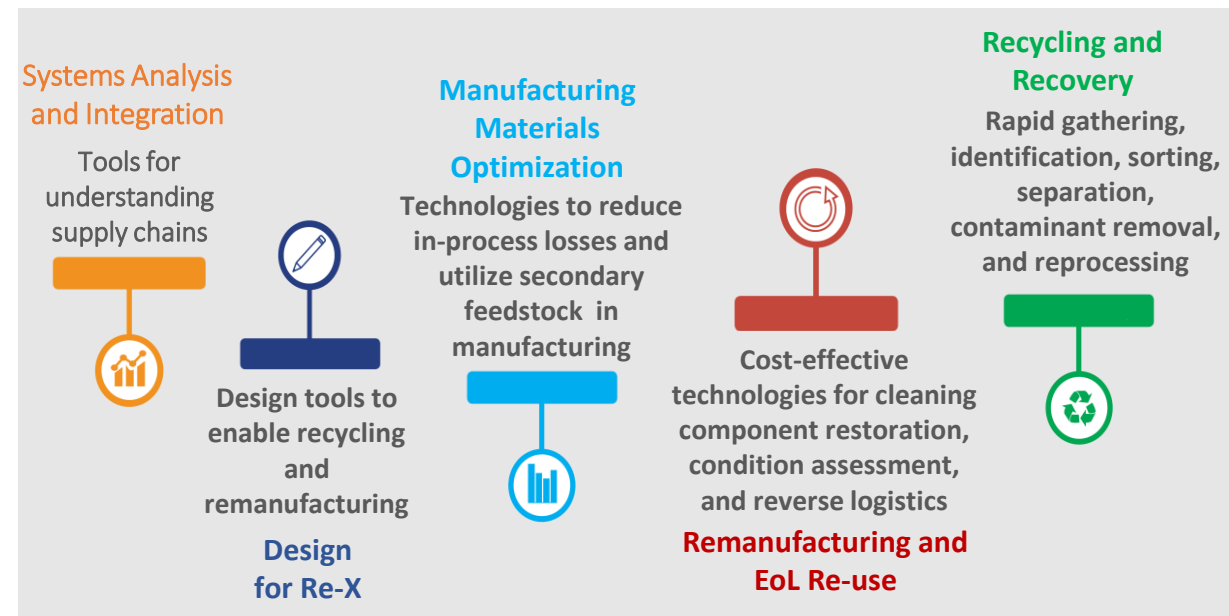 Systems Analysis
and Integration
Tools for
understanding
supply chains
Design tools to
enable recycling
and
remanufacturing
Design
for Re-X
Manufacturing
Materials
Optimization
Technologies to reduce
in-process losses and
utilize secondary
feedstock in
manufacturing
Cost-effective
technologies for cleaning
component restoration,
condition assessment,
and reverse logistics
Remanufacturing and
EoL Re-use
Recycling and
Recovery
Rapid gathering,
identification, sorting,
separation,
contaminant removal,
and reprocessing